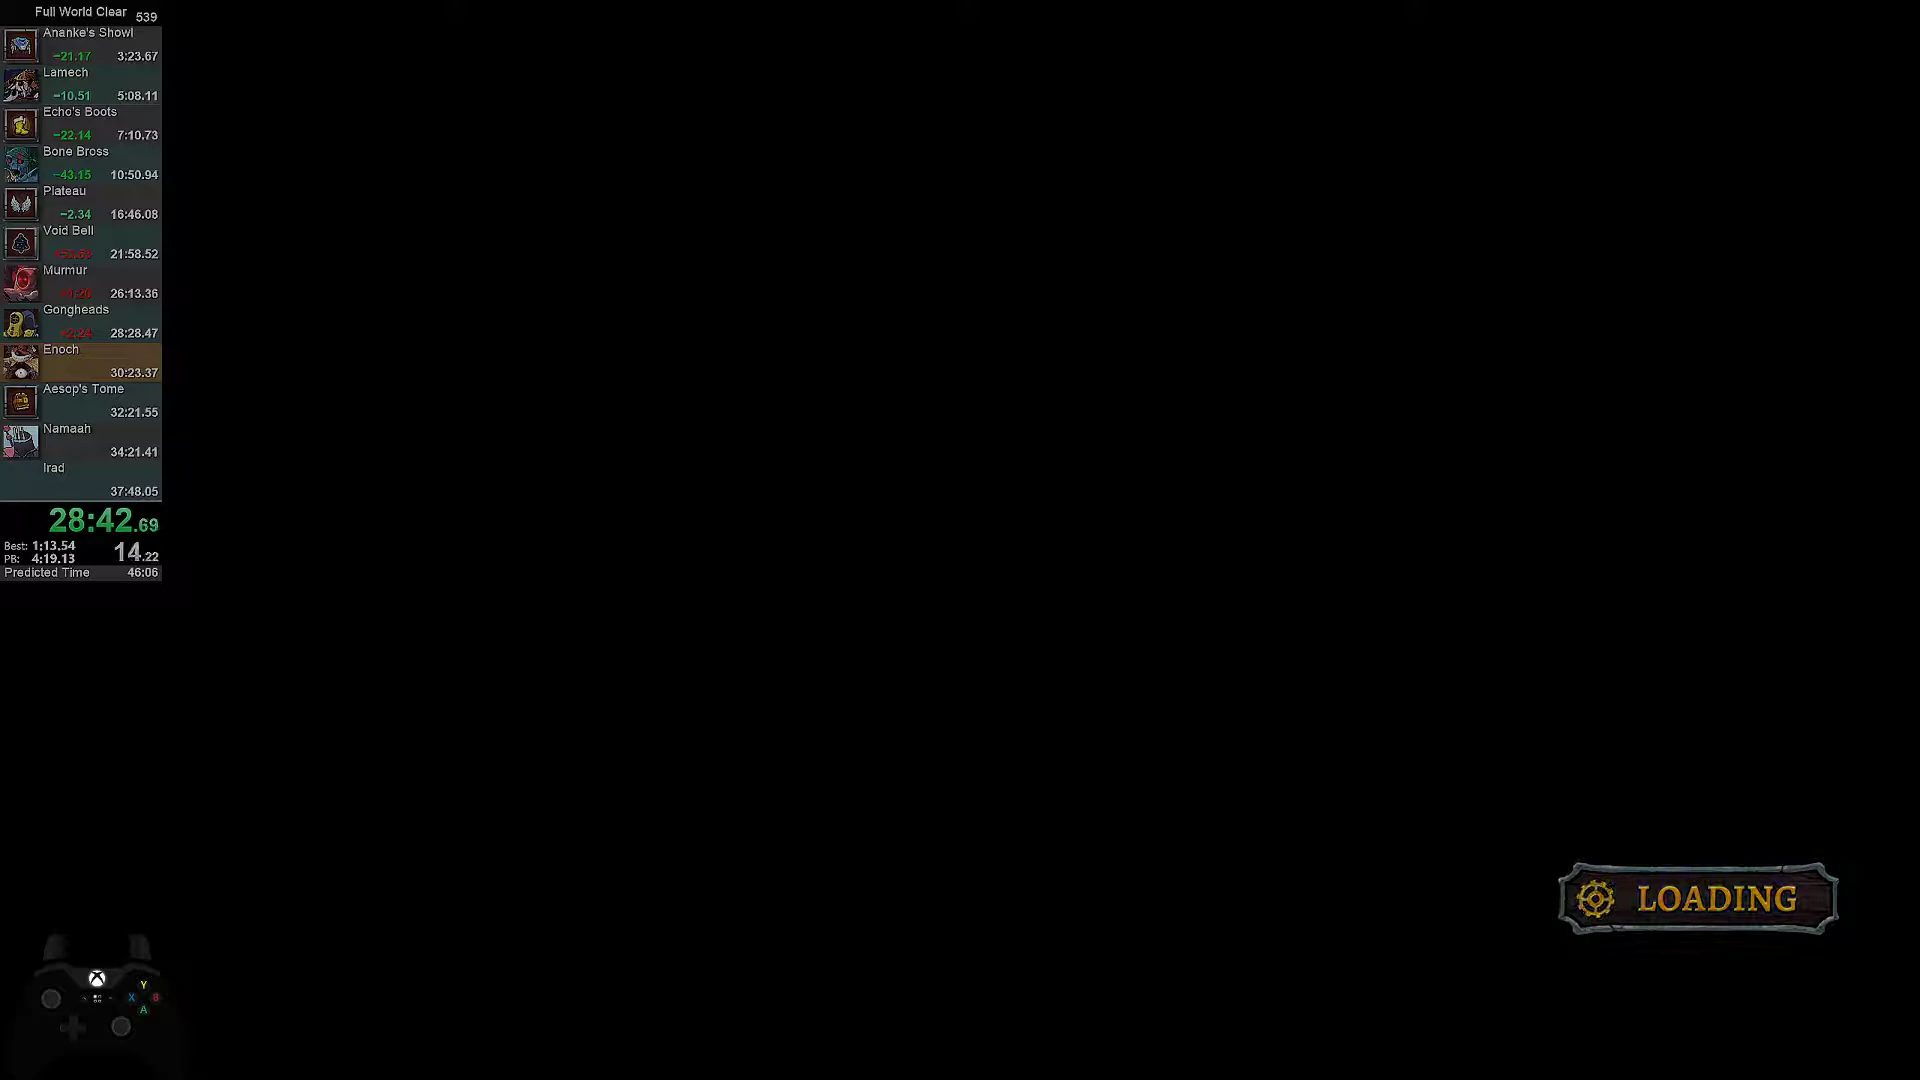 Full World Clear 539
Ananke's Showl
−21.17 3:23.67
Lamech
−10.51 5:08.11
Echo's Boots
−22.14 7:10.73
Bone Bross
−43.15 10:50.94
Plateau
−2.34 16:46.08
Void Bell
21:58.52
Murmur
26:13.36
Gongheads
+2:24 28:28.47
Enoch
30:23.37
Aesop's Tome
32:21.55
Namaah
34:21.41
Irad
37:48.05
28:42.69
Best: 1:13.54 14.22
PB: 4:19.13
Predicted Time 46:06
LOADING
Y
X B
A